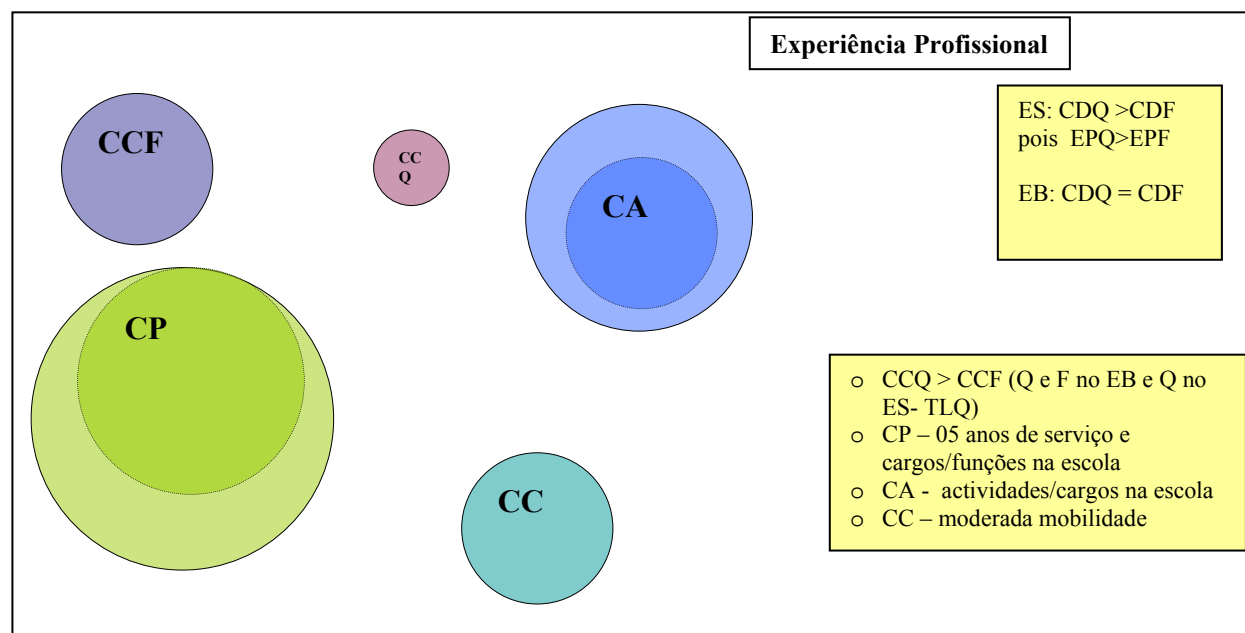 Experiência Profissional
CCF
CC
Q
CA
ES: CDQ >CDF
pois EPQ>EPF
EB: CDQ = CDF
CP
CC
o CCQ > CCF (Q e F no EB e Q no
ES- TLQ)
o CP – 05 anos de serviço e
cargos/funções na escola
o CA - actividades/cargos na escola
o CC – moderada mobilidade